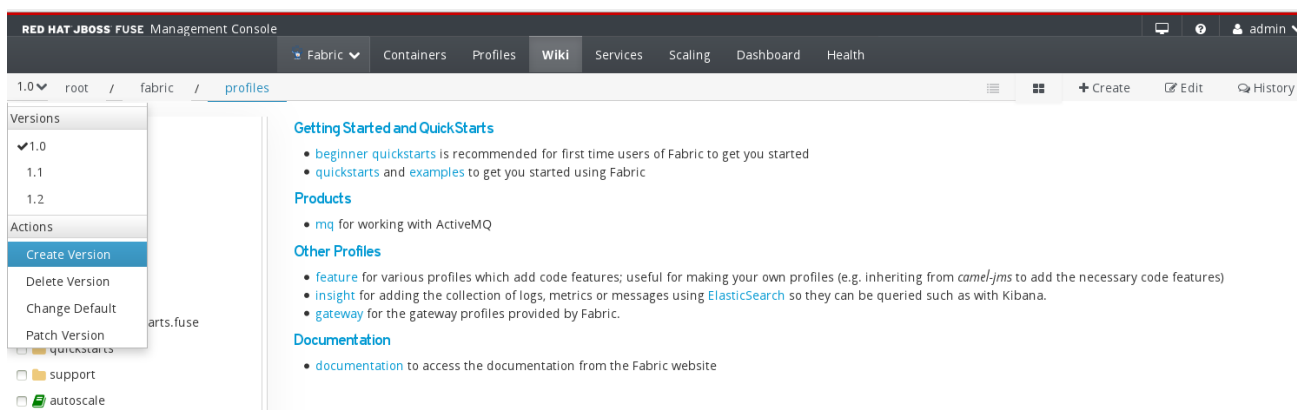 RED HAT JBOSS FUSE Management Console
admin
Fabric Containers Profiles Wiki Services Scaling Dashboard Health
1.0 root / fabric / profiles
+ Create Edit History
Versions
1.0
1.1
1.2
Actions
Create Version
Delete Version
Change Default
Patch Version
arts.fuse
quickstarts
support
autoscale
Getting Started and QuickStarts
• beginner quickstarts is recommended for first time users of Fabric to get you started
• quickstarts and examples to get you started using Fabric
Products
• mq for working with ActiveMQ
Other Profiles
• feature for various profiles which add code features; useful for making your own profiles (e.g. inheriting from camel-jms to add the necessary code features)
• insight for adding the collection of logs, metrics or messages using ElasticSearch so they can be queried such as with Kibana.
• gateway for the gateway profiles provided by Fabric.
Documentation
• documentation to access the documentation from the Fabric website